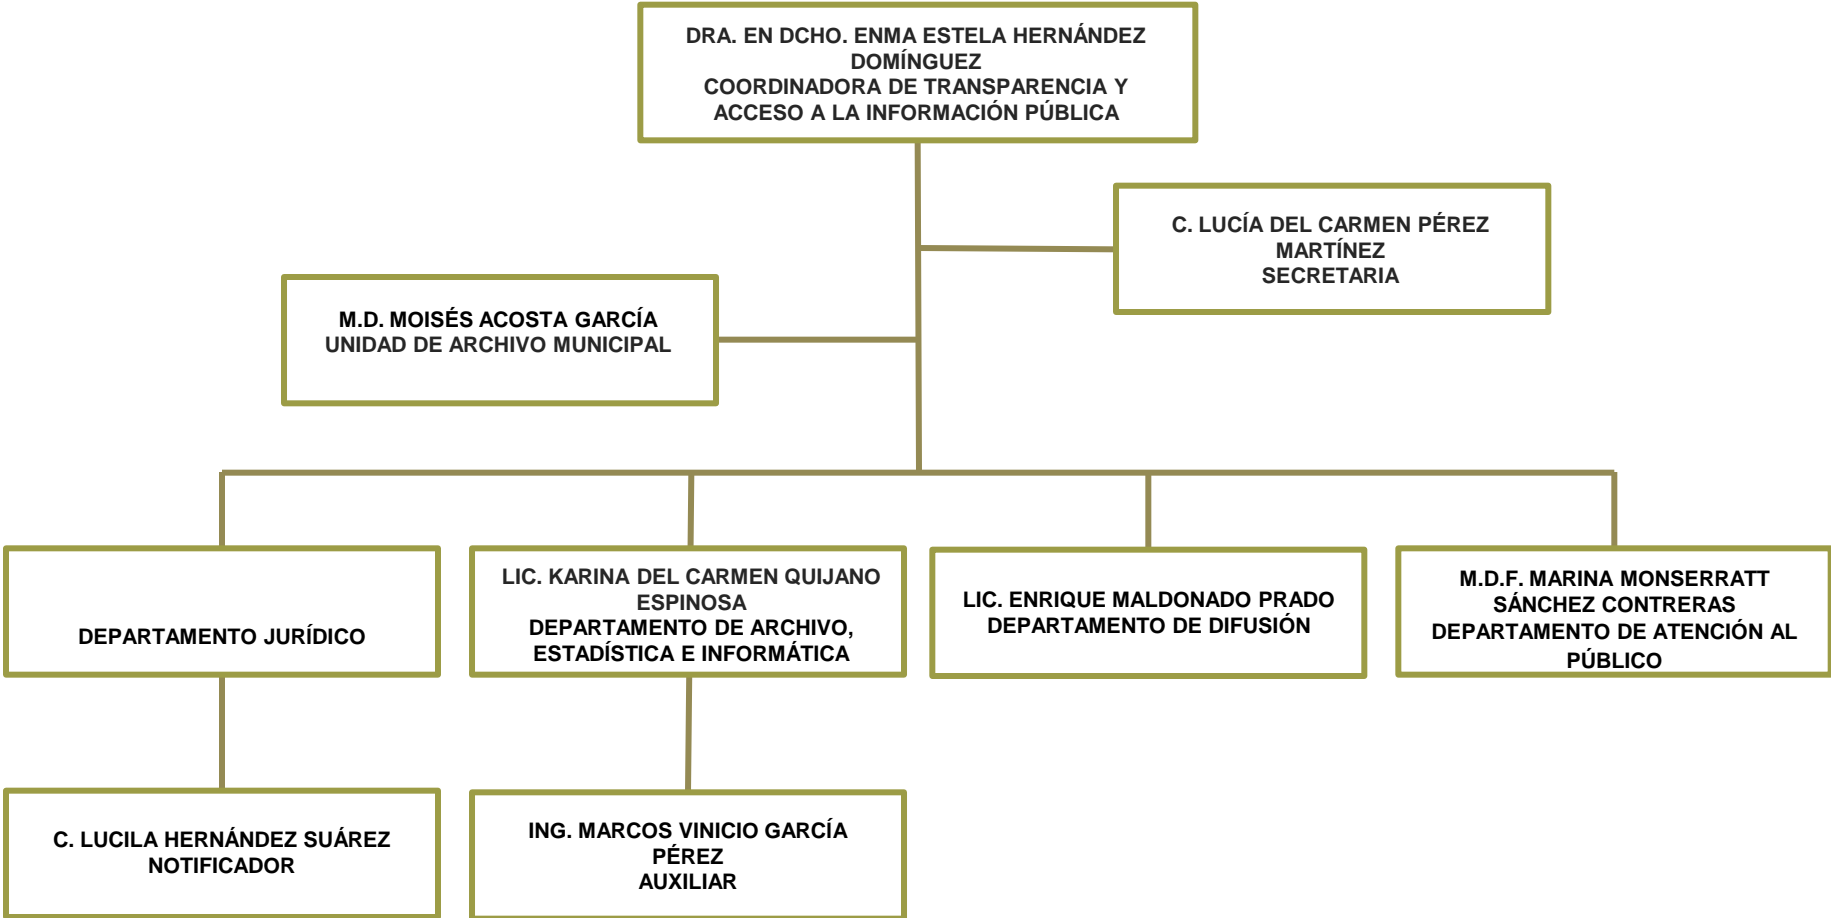 DRA. EN DCHO. ENMA ESTELA HERNÁNDEZ
DOMÍNGUEZ
COORDINADORA DE TRANSPARENCIA Y
ACCESO A LA INFORMACIÓN PÚBLICA
C. LUCÍA DEL CARMEN PÉREZ
MARTÍNEZ
SECRETARIA
M.D. MOISÉS ACOSTA GARCÍA
UNIDAD DE ARCHIVO MUNICIPAL
DEPARTAMENTO JURÍDICO
LIC. KARINA DEL CARMEN QUIJANO
ESPINOSA
DEPARTAMENTO DE ARCHIVO,
ESTADÍSTICA E INFORMÁTICA
LIC. ENRIQUE MALDONADO PRADO
DEPARTAMENTO DE DIFUSIÓN
M.D.F. MARINA MONSERRATT
SÁNCHEZ CONTRERAS
DEPARTAMENTO DE ATENCIÓN AL
PÚBLICO
C. LUCILA HERNÁNDEZ SUÁREZ
NOTIFICADOR
ING. MARCOS VINICIO GARCÍA
PÉREZ
AUXILIAR